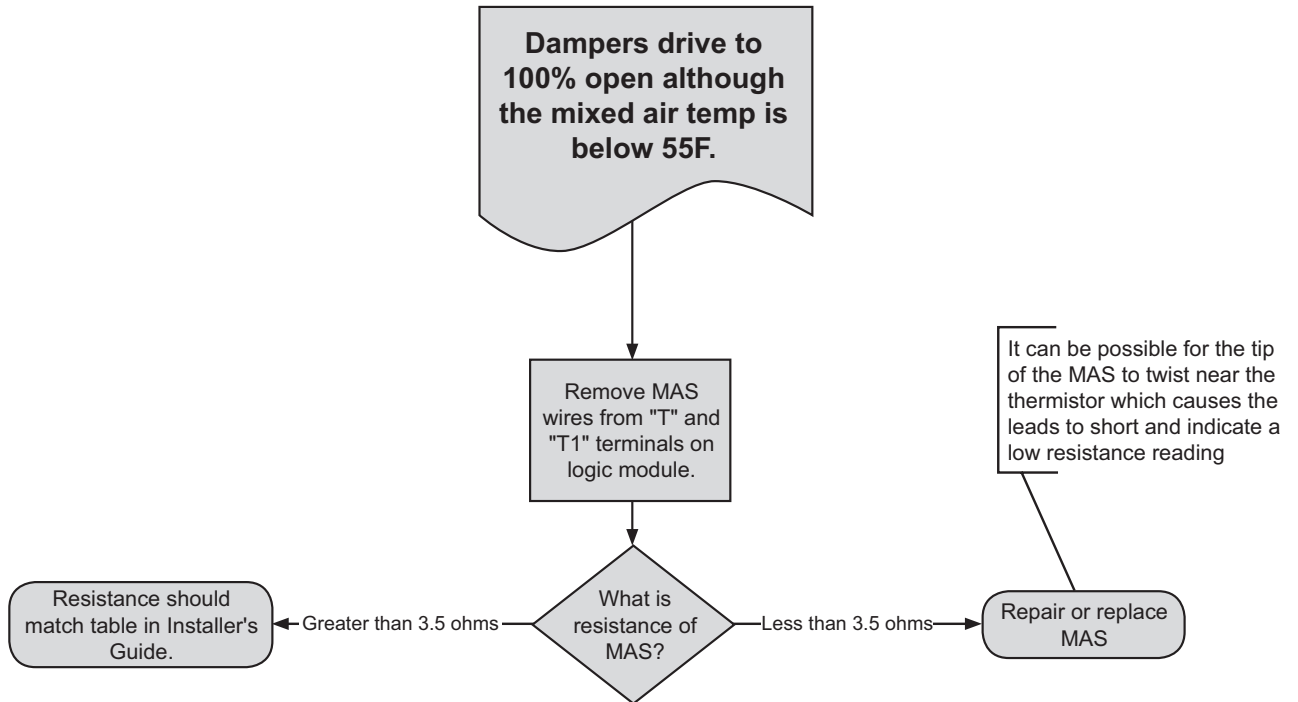 Dampers drive to
100% open although
the mixed air temp is
below 55F.
Remove MAS
wires from "T" and
"T1" terminals on
logic module.
What is
resistance of
MAS?
Greater than 3.5 ohms
Resistance should
match table in Installer's
Guide.
Less than 3.5 ohms
Repair or replace
MAS
It can be possible for the tip
of the MAS to twist near the
thermistor which causes the
leads to short and indicate a
low resistance reading